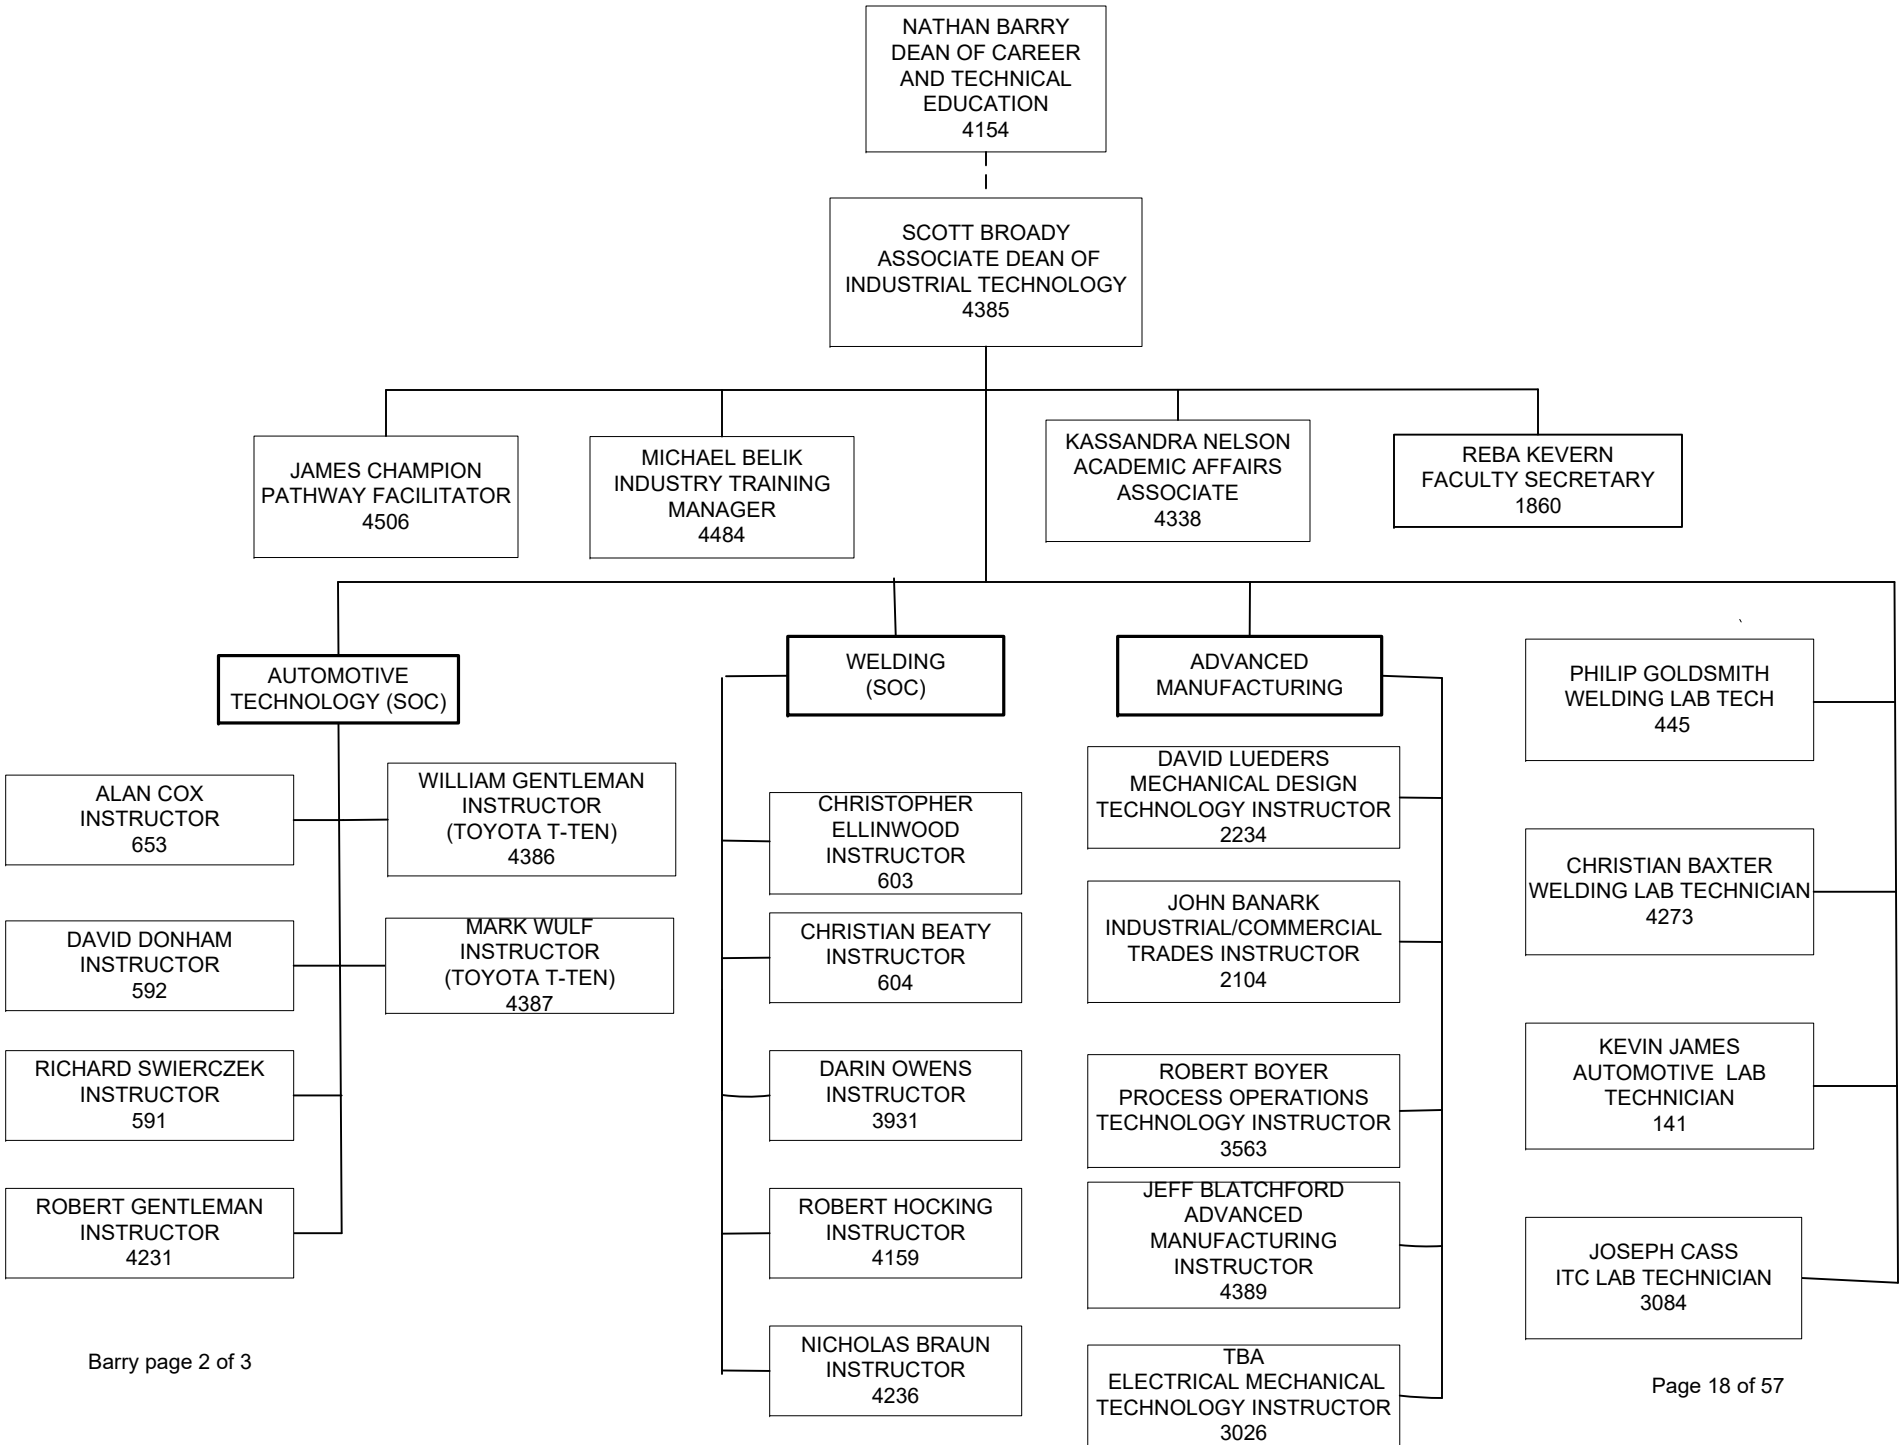 NATHAN BARRY
DEAN OF CAREER
AND TECHNICAL
EDUCATION
4154
SCOTT BROADY
ASSOCIATE DEAN OF
INDUSTRIAL TECHNOLOGY
4385
JAMES CHAMPION
PATHWAY FACILITATOR
4506
MICHAEL BELIK
INDUSTRY TRAINING
MANAGER
4484
KASSANDRA NELSON
ACADEMIC AFFAIRS
ASSOCIATE
4338
REBA KEVERN
FACULTY SECRETARY
1860
AUTOMOTIVE
TECHNOLOGY (SOC)
ALAN COX
INSTRUCTOR
653
WILLIAM GENTLEMAN
INSTRUCTOR
(TOYOTA T-TEN)
4386
DAVID DONHAM
INSTRUCTOR
592
MARK WULF
INSTRUCTOR
(TOYOTA T-TEN)
4387
RICHARD SWIERCZEK
INSTRUCTOR
591
ROBERT GENTLEMAN
INSTRUCTOR
4231
WELDING
(SOC)
CHRISTOPHER
ELLINWOOD
INSTRUCTOR
603
CHRISTIAN BEATY
INSTRUCTOR
604
DARIN OWENS
INSTRUCTOR
3931
ROBERT HOCKING
INSTRUCTOR
4159
NICHOLAS BRAUN
INSTRUCTOR
4236
ADVANCED
MANUFACTURING
DAVID LUEDERS
MECHANICAL DESIGN
TECHNOLOGY INSTRUCTOR
2234
JOHN BANARK
INDUSTRIAL/COMMERCIAL
TRADES INSTRUCTOR
2104
ROBERT BOYER
PROCESS OPERATIONS
TECHNOLOGY INSTRUCTOR
3563
JEFF BLATCHFORD
ADVANCED
MANUFACTURING
INSTRUCTOR
4389
TBA
ELECTRICAL MECHANICAL
TECHNOLOGY INSTRUCTOR
3026
`
PHILIP GOLDSMITH
WELDING LAB TECH
445
CHRISTIAN BAXTER
WELDING LAB TECHNICIAN
4273
KEVIN JAMES
AUTOMOTIVE  LAB
TECHNICIAN
141
JOSEPH CASS
ITC LAB TECHNICIAN
3084
Barry page 2 of 3
Page 18 of 57